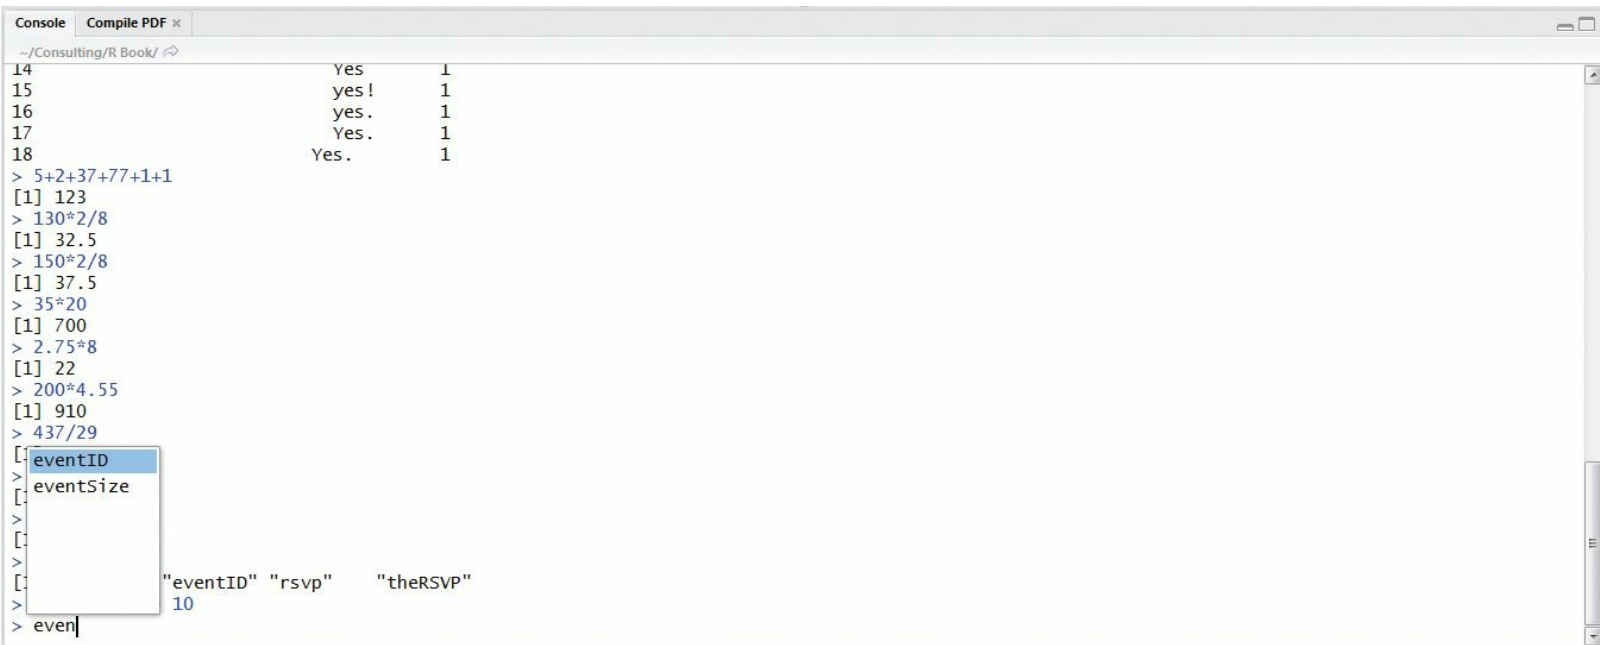 Console Compile PDF ×
~/Consulting/R Book/
14 Yes 1
15 yes! 1
16 yes. 1
17 Yes. 1
18 Yes. 1
> 5+2+37+77+1+1
[1] 123
> 130*2/8
[1] 32.5
> 150*2/8
[1] 37.5
> 35*20
[1] 700
> 2.75*8
[1] 22
> 200*4.55
[1] 910
> 437/29
[
eventID
>
eventSize
[
>
[
>
[ "eventID" "rsvp" "theRSVP"
> 10
> even